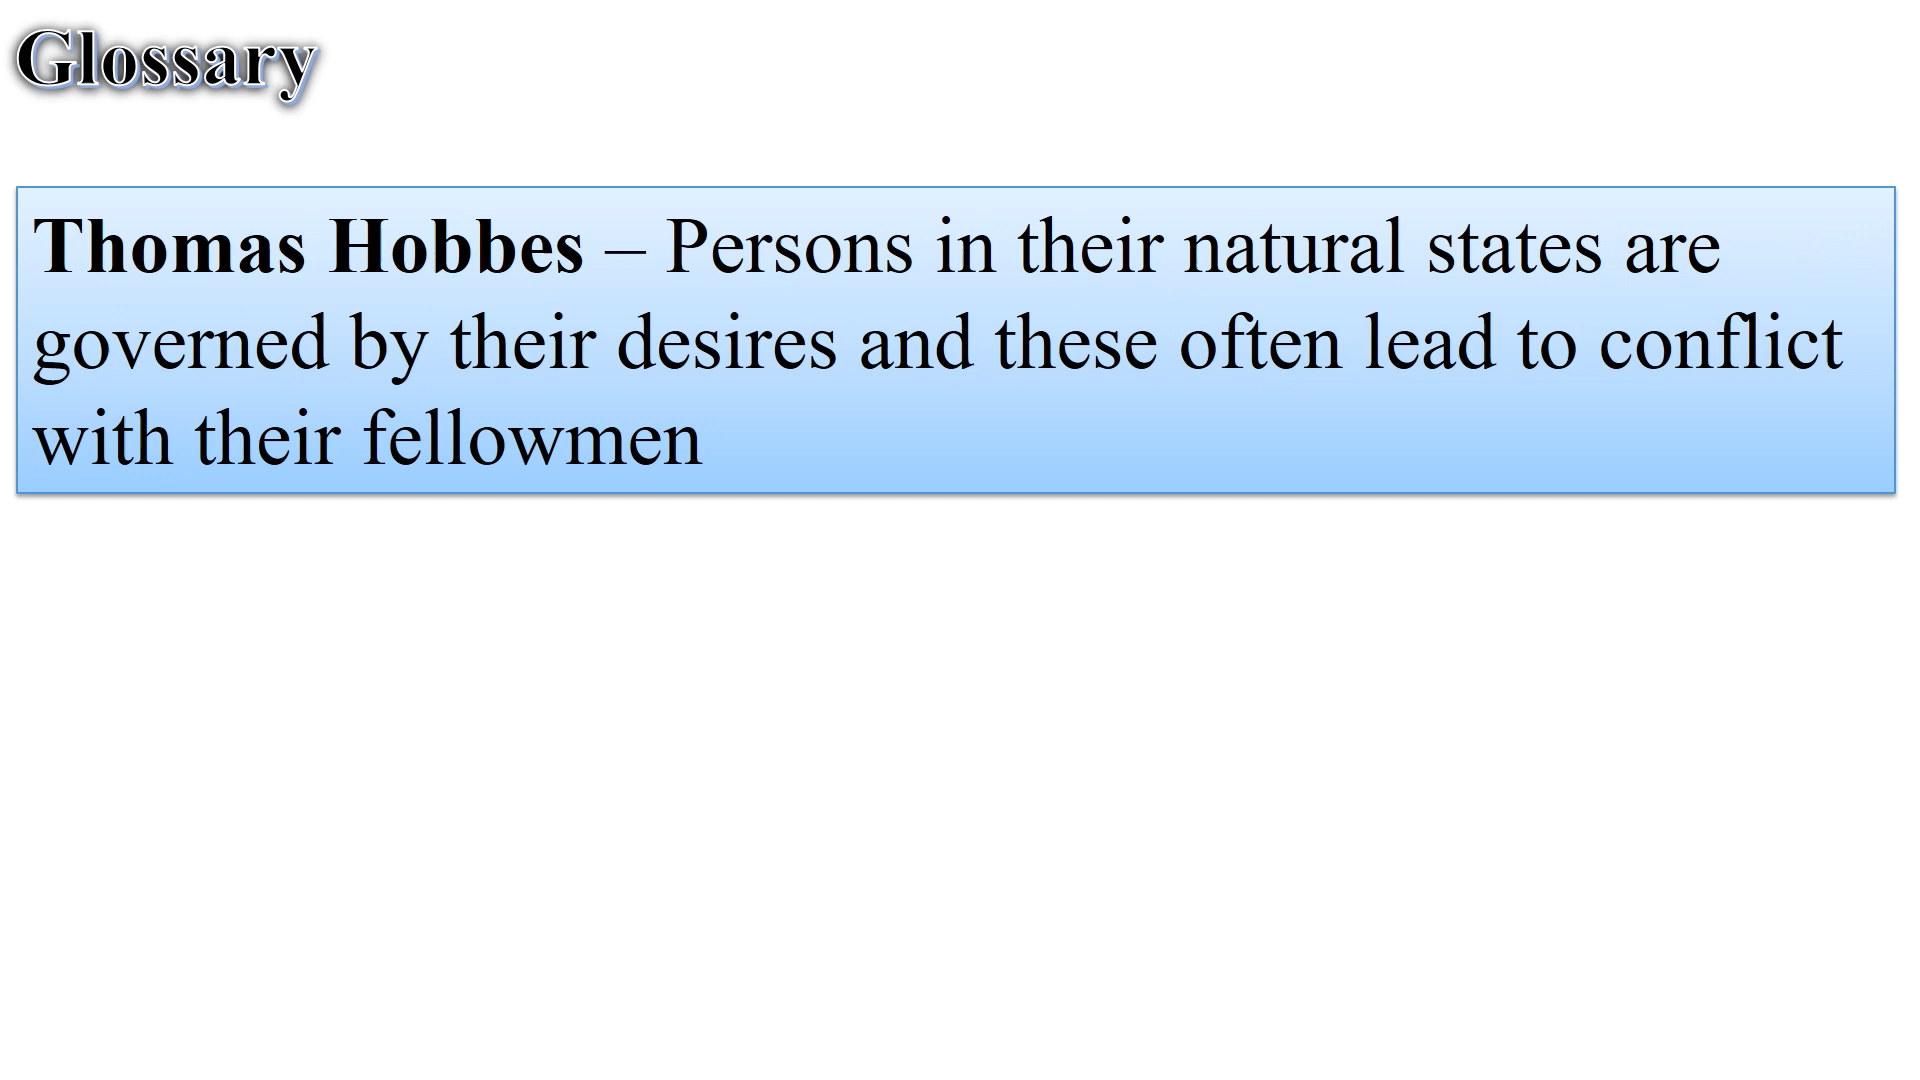 Glossary
Thomas Hobbes – Persons in their natural states are
governed by their desires and these often lead to conflict
with their fellowmen